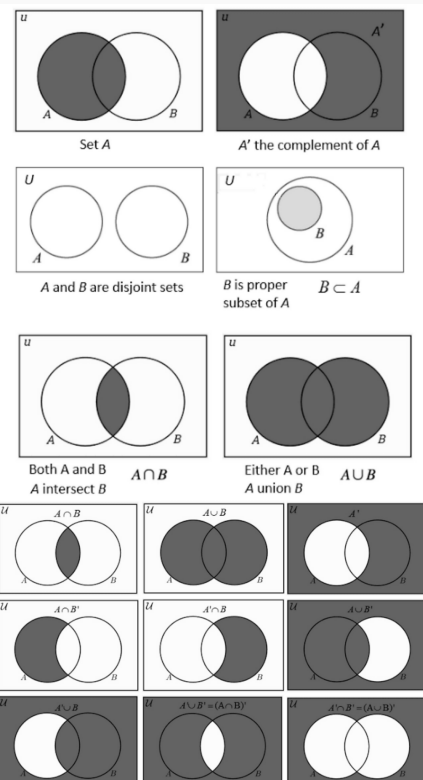 u u
A'
A B A B
Set A A' the complement of A
U U
B
A B A
A and B are disjoint sets B is proper B ⊂ A
subset of A
u u
A B A B
Both A and B A∩B Either A or B A∪B
A intersect B A union B
U A∩B U A∪B U A'
A B A B A B
U A∩B' U A'∩B U A∪B'
A B A B A B
U A'∪B U A'∪B'=(A∩B)' U A'∩B'=(A∪B)'
A B A B A B